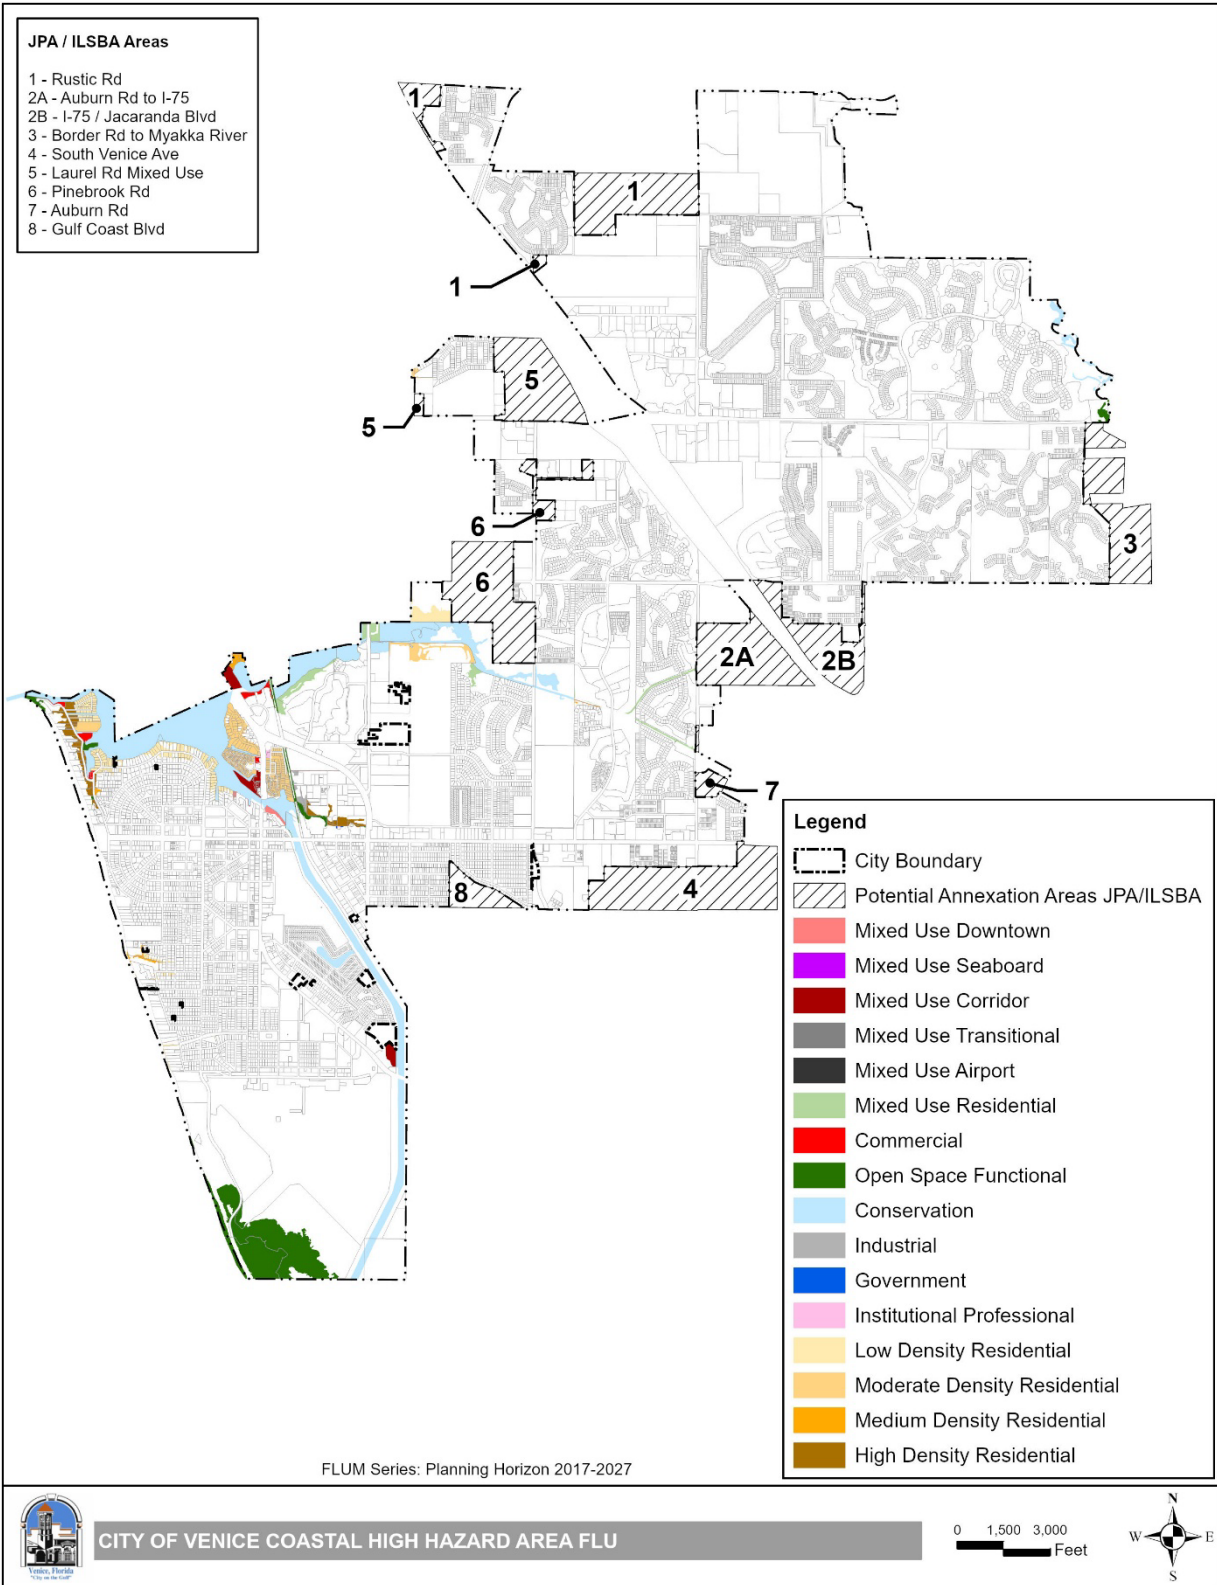 JPA / ILSBA Areas
1 - Rustic Rd
2A - Auburn Rd to I-75
2B - I-75 / Jacaranda Blvd
3 - Border Rd to Myakka River
4 - South Venice Ave
5 - Laurel Rd Mixed Use
6 - Pinebrook Rd
7 - Auburn Rd
8 - Gulf Coast Blvd
1
1
1
5
5
6
3
6
2A
2B
7
8
4
Legend
City Boundary
Potential Annexation Areas JPA/ILSBA
Mixed Use Downtown
Mixed Use Seaboard
Mixed Use Corridor
Mixed Use Transitional
Mixed Use Airport
Mixed Use Residential
Commercial
Open Space Functional
Conservation
Industrial
Government
Institutional Professional
Low Density Residential
Moderate Density Residential
Medium Density Residential
High Density Residential
FLUM Series: Planning Horizon 2017-2027
CITY OF VENICE COASTAL HIGH HAZARD AREA FLU
0 1,500 3,000
Feet
N
W E
S
Venice, Florida
"City on the Gulf"